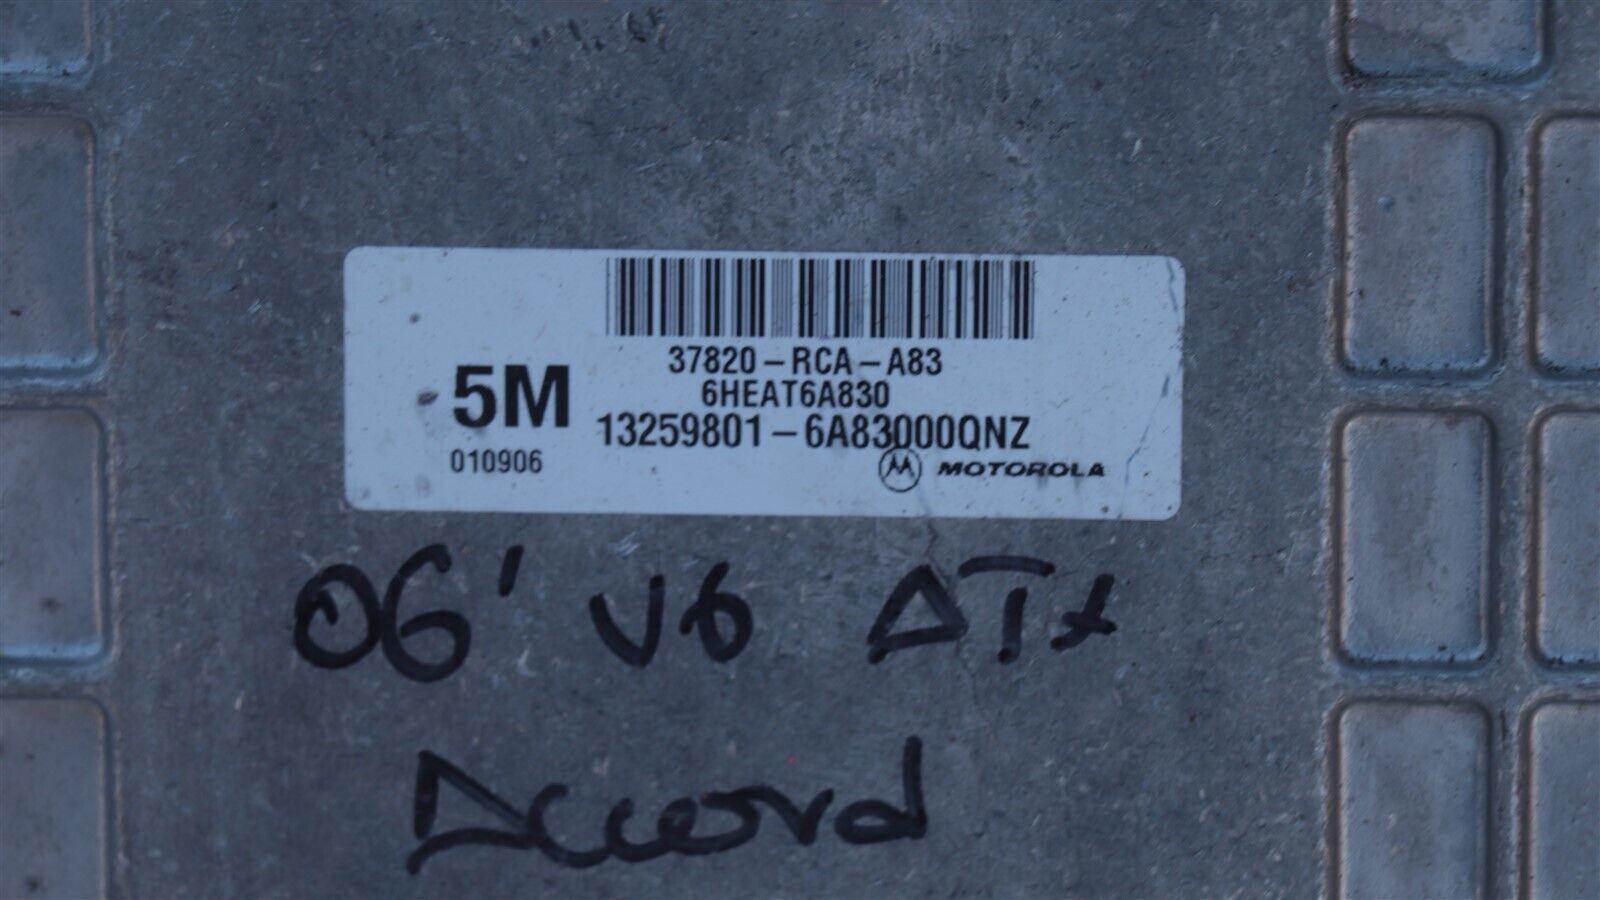 37820-RCA-A83
6HEAT6A830
5M
13259801-6A83000QNZ
010906
MOTOROLA
06' V6 ATX
Accord